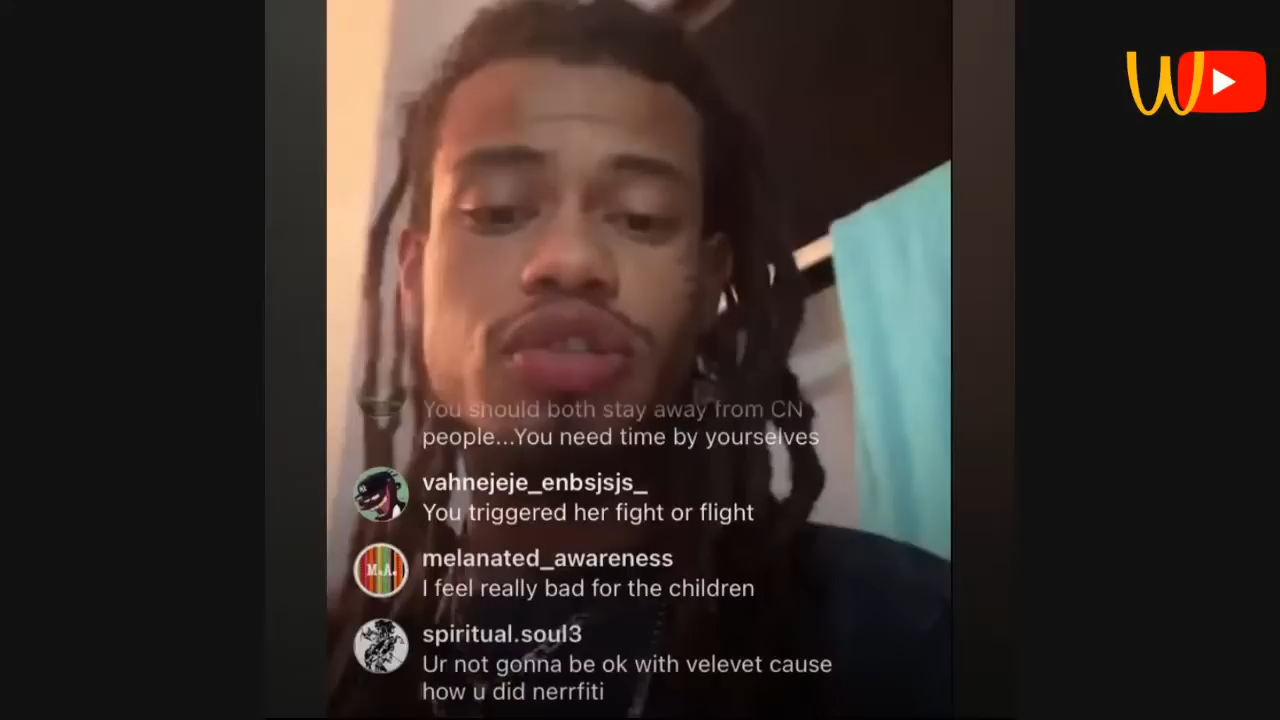 W
You should both stay away from CN
people...You need time by yourselves
vahnejeje_enbsjsjs_
You triggered her fight or flight
M.A.
melanated_awareness
I feel really bad for the children
spiritual.soul3
Ur not gonna be ok with velevet cause
how u did nerrfiti